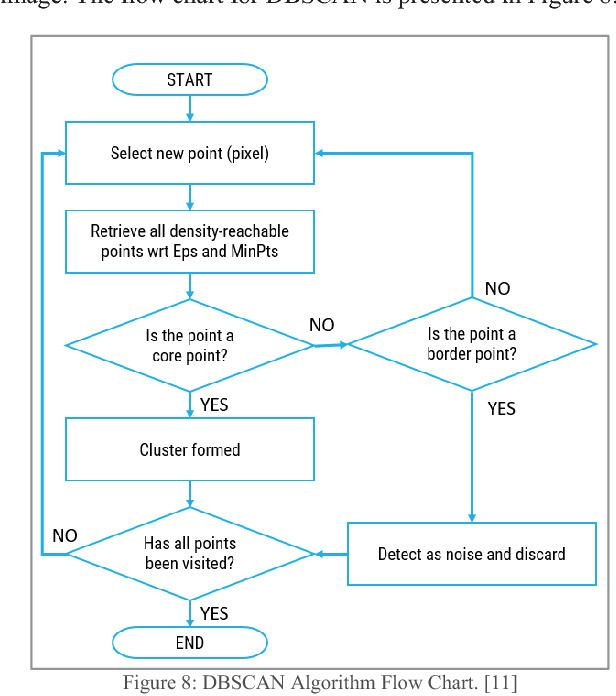 image. The flow chart for DBSCAN is presented in Figure 8.
START
Select new point (pixel)
Retrieve all density-reachable
points wrt Eps and MinPts
Is the point a
core point?
NO
Is the point a
border point?
NO
YES
YES
Cluster formed
Has all points
been visited?
NO
Detect as noise and discard
YES
END
Figure 8: DBSCAN Algorithm Flow Chart. [11]